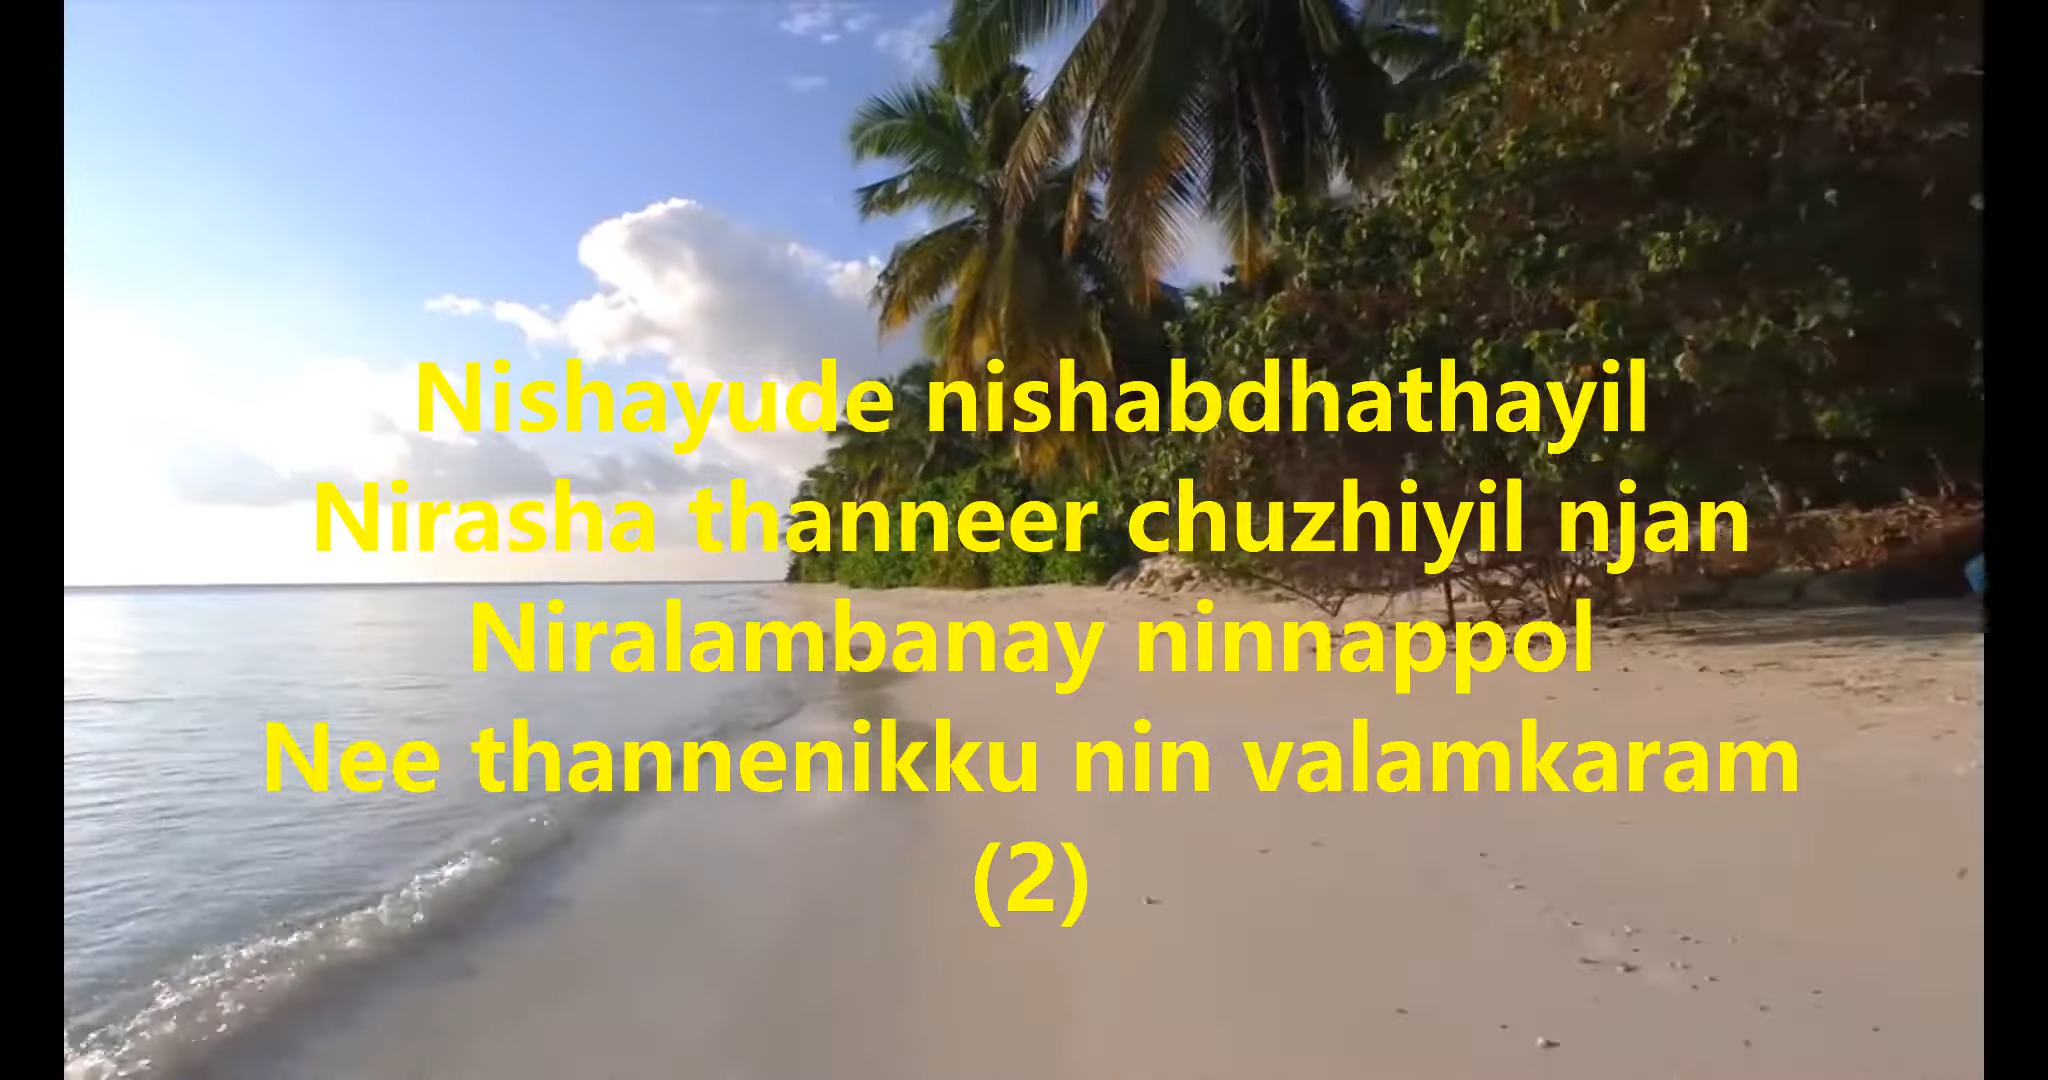 Nishayude nishabdhathayil
Nirasha thanneer chuzhiyil njan
Niralambanay ninnappol
Nee thannenikku nin valamkaram
(2)